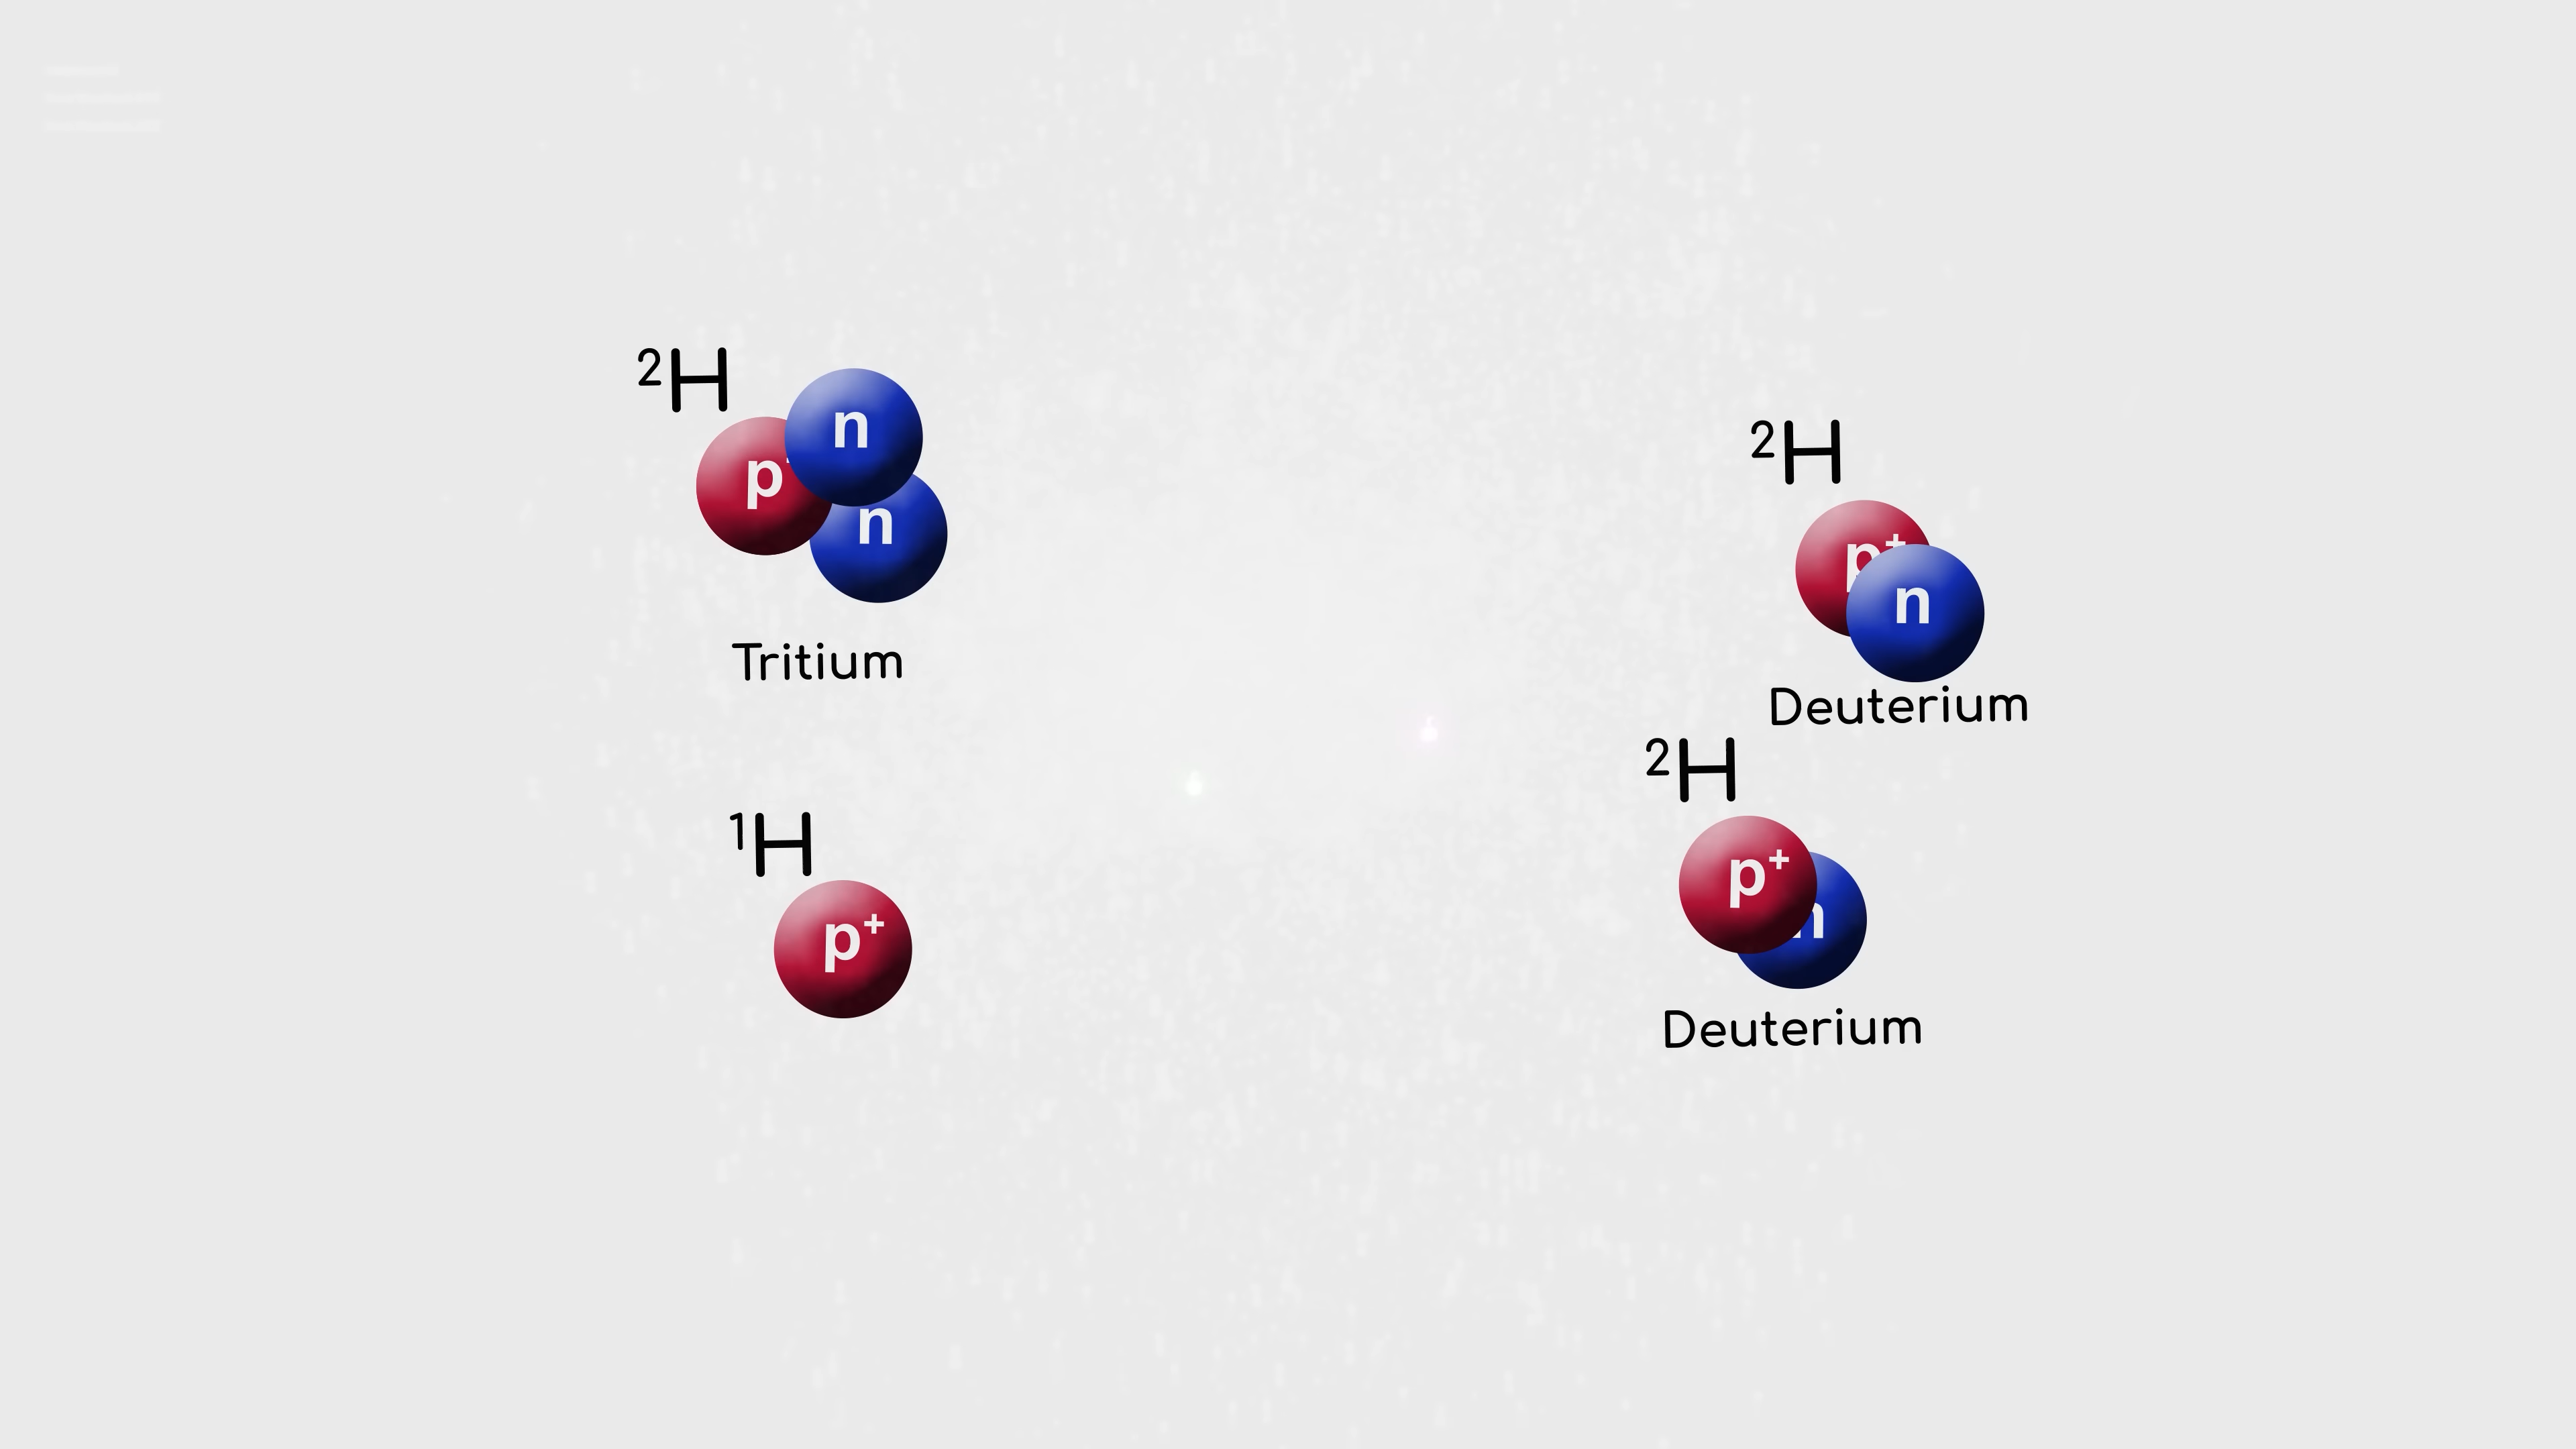 ²H
n
p
n
Tritium
²H
p⁺
n
Deuterium
²H
p⁺
n
Deuterium
¹H
p⁺